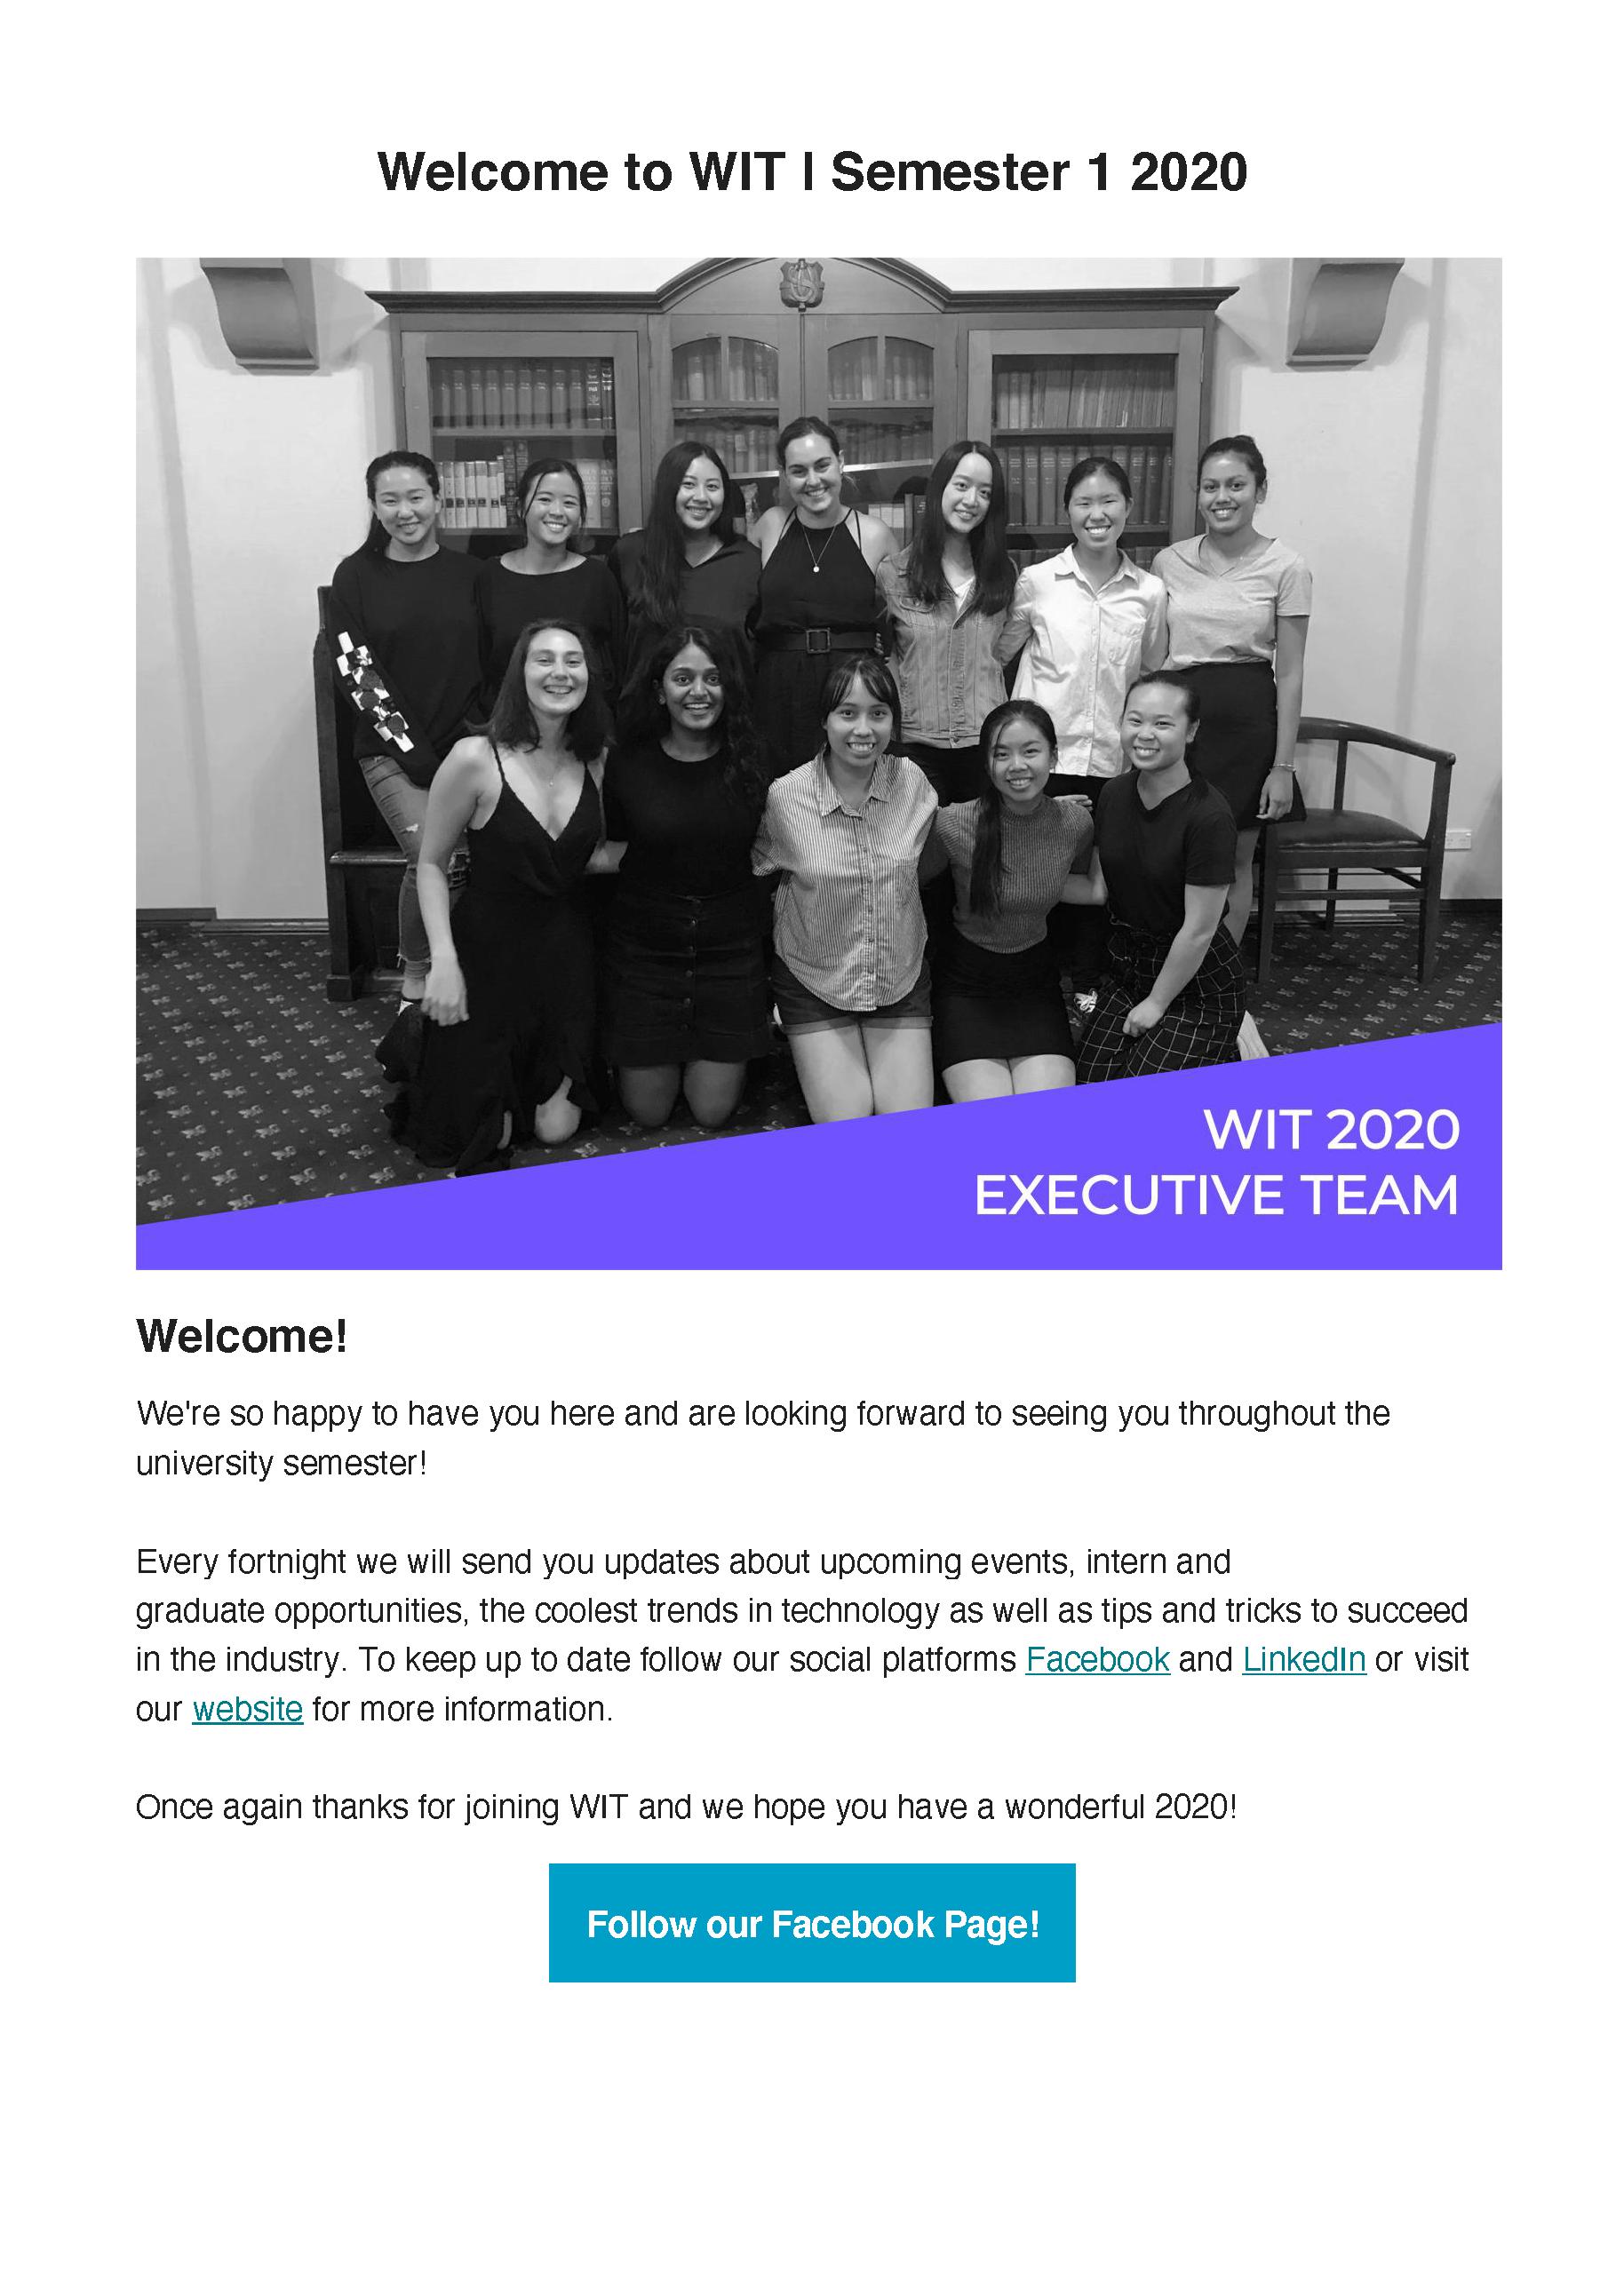 Welcome to WIT I Semester 1 2020
WIT 2020
EXECUTIVE TEAM
Welcome!
We're so happy to have you here and are looking forward to seeing you throughout the
university semester!
Every fortnight we will send you updates about upcoming events, intern and
graduate opportunities, the coolest trends in technology as well as tips and tricks to succeed
in the industry. To keep up to date follow our social platforms Facebook and LinkedIn or visit
our website for more information.
Once again thanks for joining WIT and we hope you have a wonderful 2020!
Follow our Facebook Page!